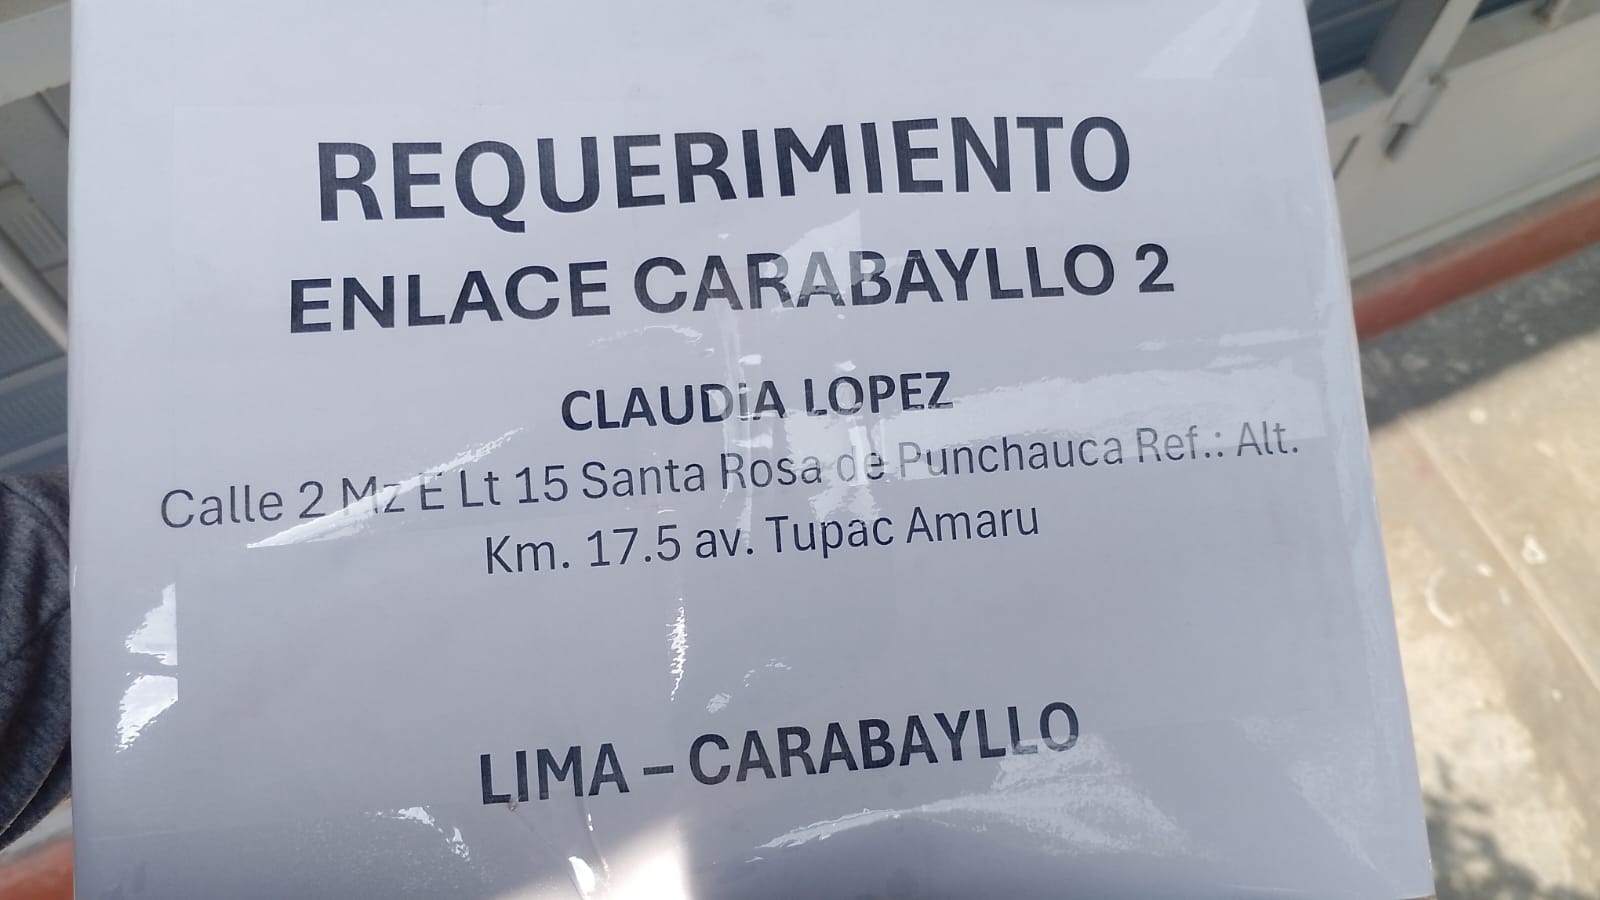 REQUERIMIENTO
ENLACE CARABAYLLO 2
CLAUDiA LOPEZ
Calle 2 Mz E Lt 15 Santa Rosa de Punchauca Ref.: Alt.
Km. 17.5 av. Tupac Amaru
LIMA – CARABAYLLO